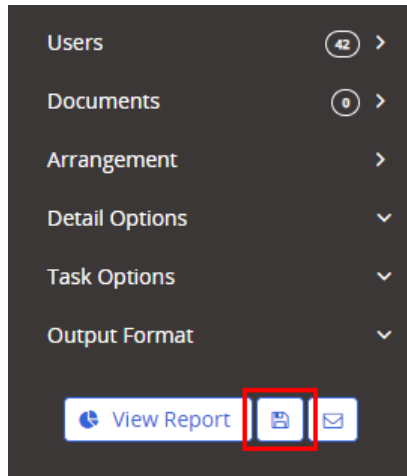 Users 42
Documents 0
Arrangement
Detail Options
Task Options
Output Format
View Report